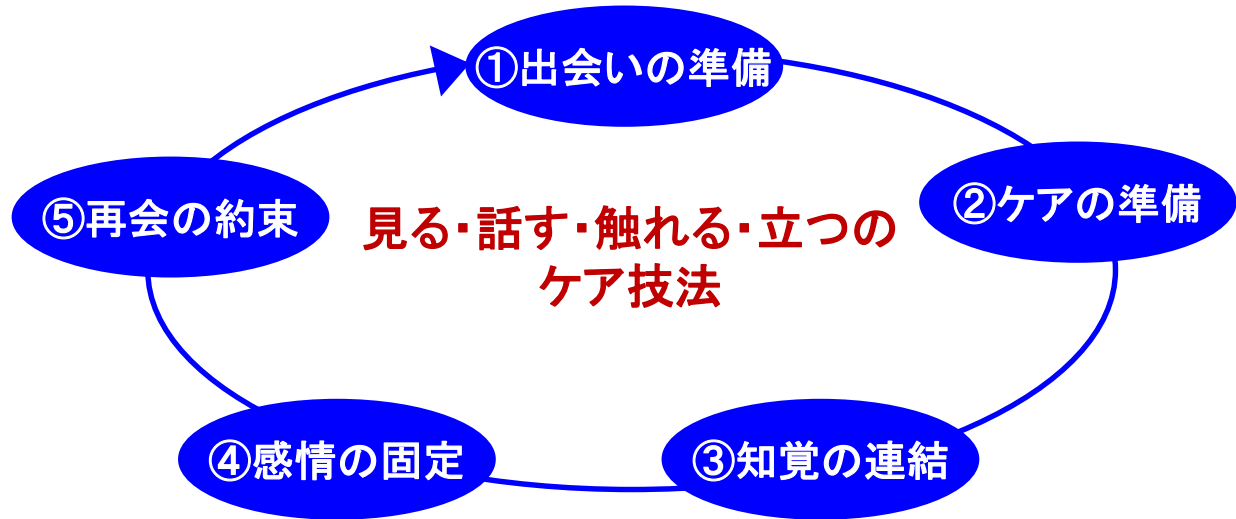 ①出会いの準備
②ケアの準備
⑤再会の約束
見る・話す・触れる・立つの
ケア技法
④感情の固定
③知覚の連結